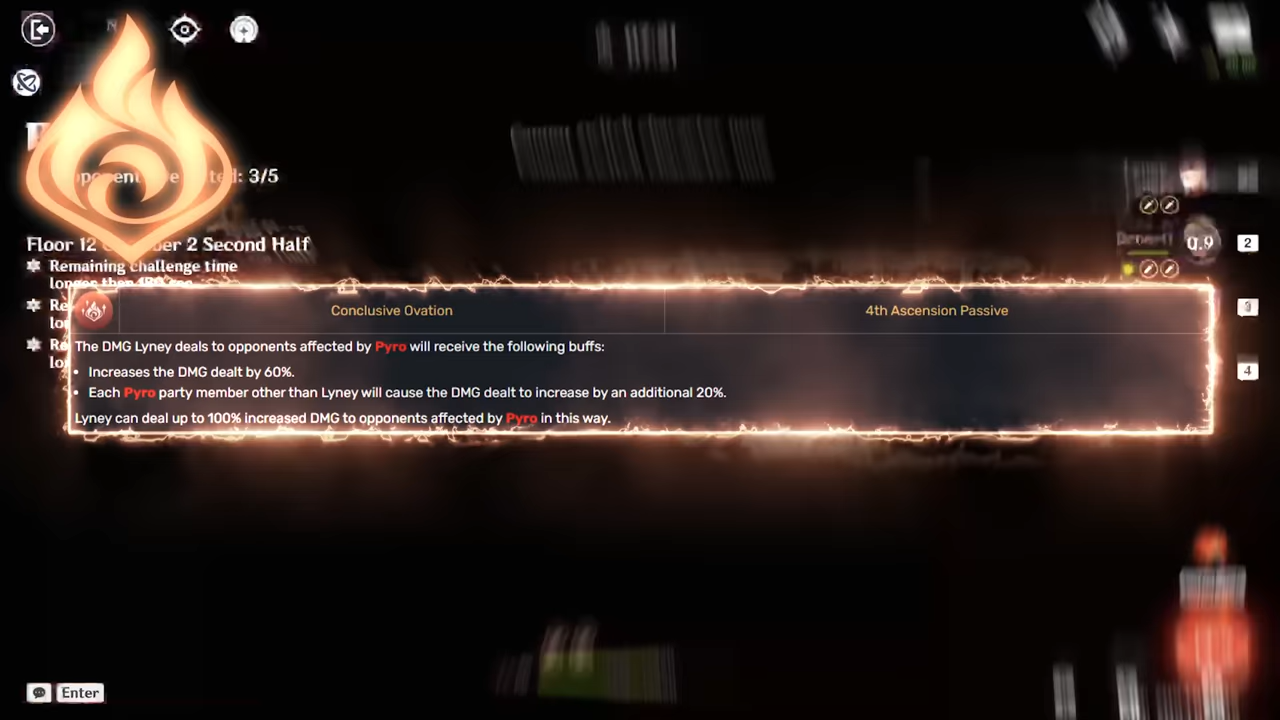 : 3/5
Floor 12 Second Half
Remaining challenge time
Conclusive Ovation
4th Ascension Passive
The DMG Lyney deals to opponents affected by Pyro will receive the following buffs:
• Increases the DMG dealt by 60%.
• Each Pyro party member other than Lyney will cause the DMG dealt to increase by an additional 20%.
Lyney can deal up to 100% increased DMG to opponents affected by Pyro in this way.
0.9
2
3
4
Enter